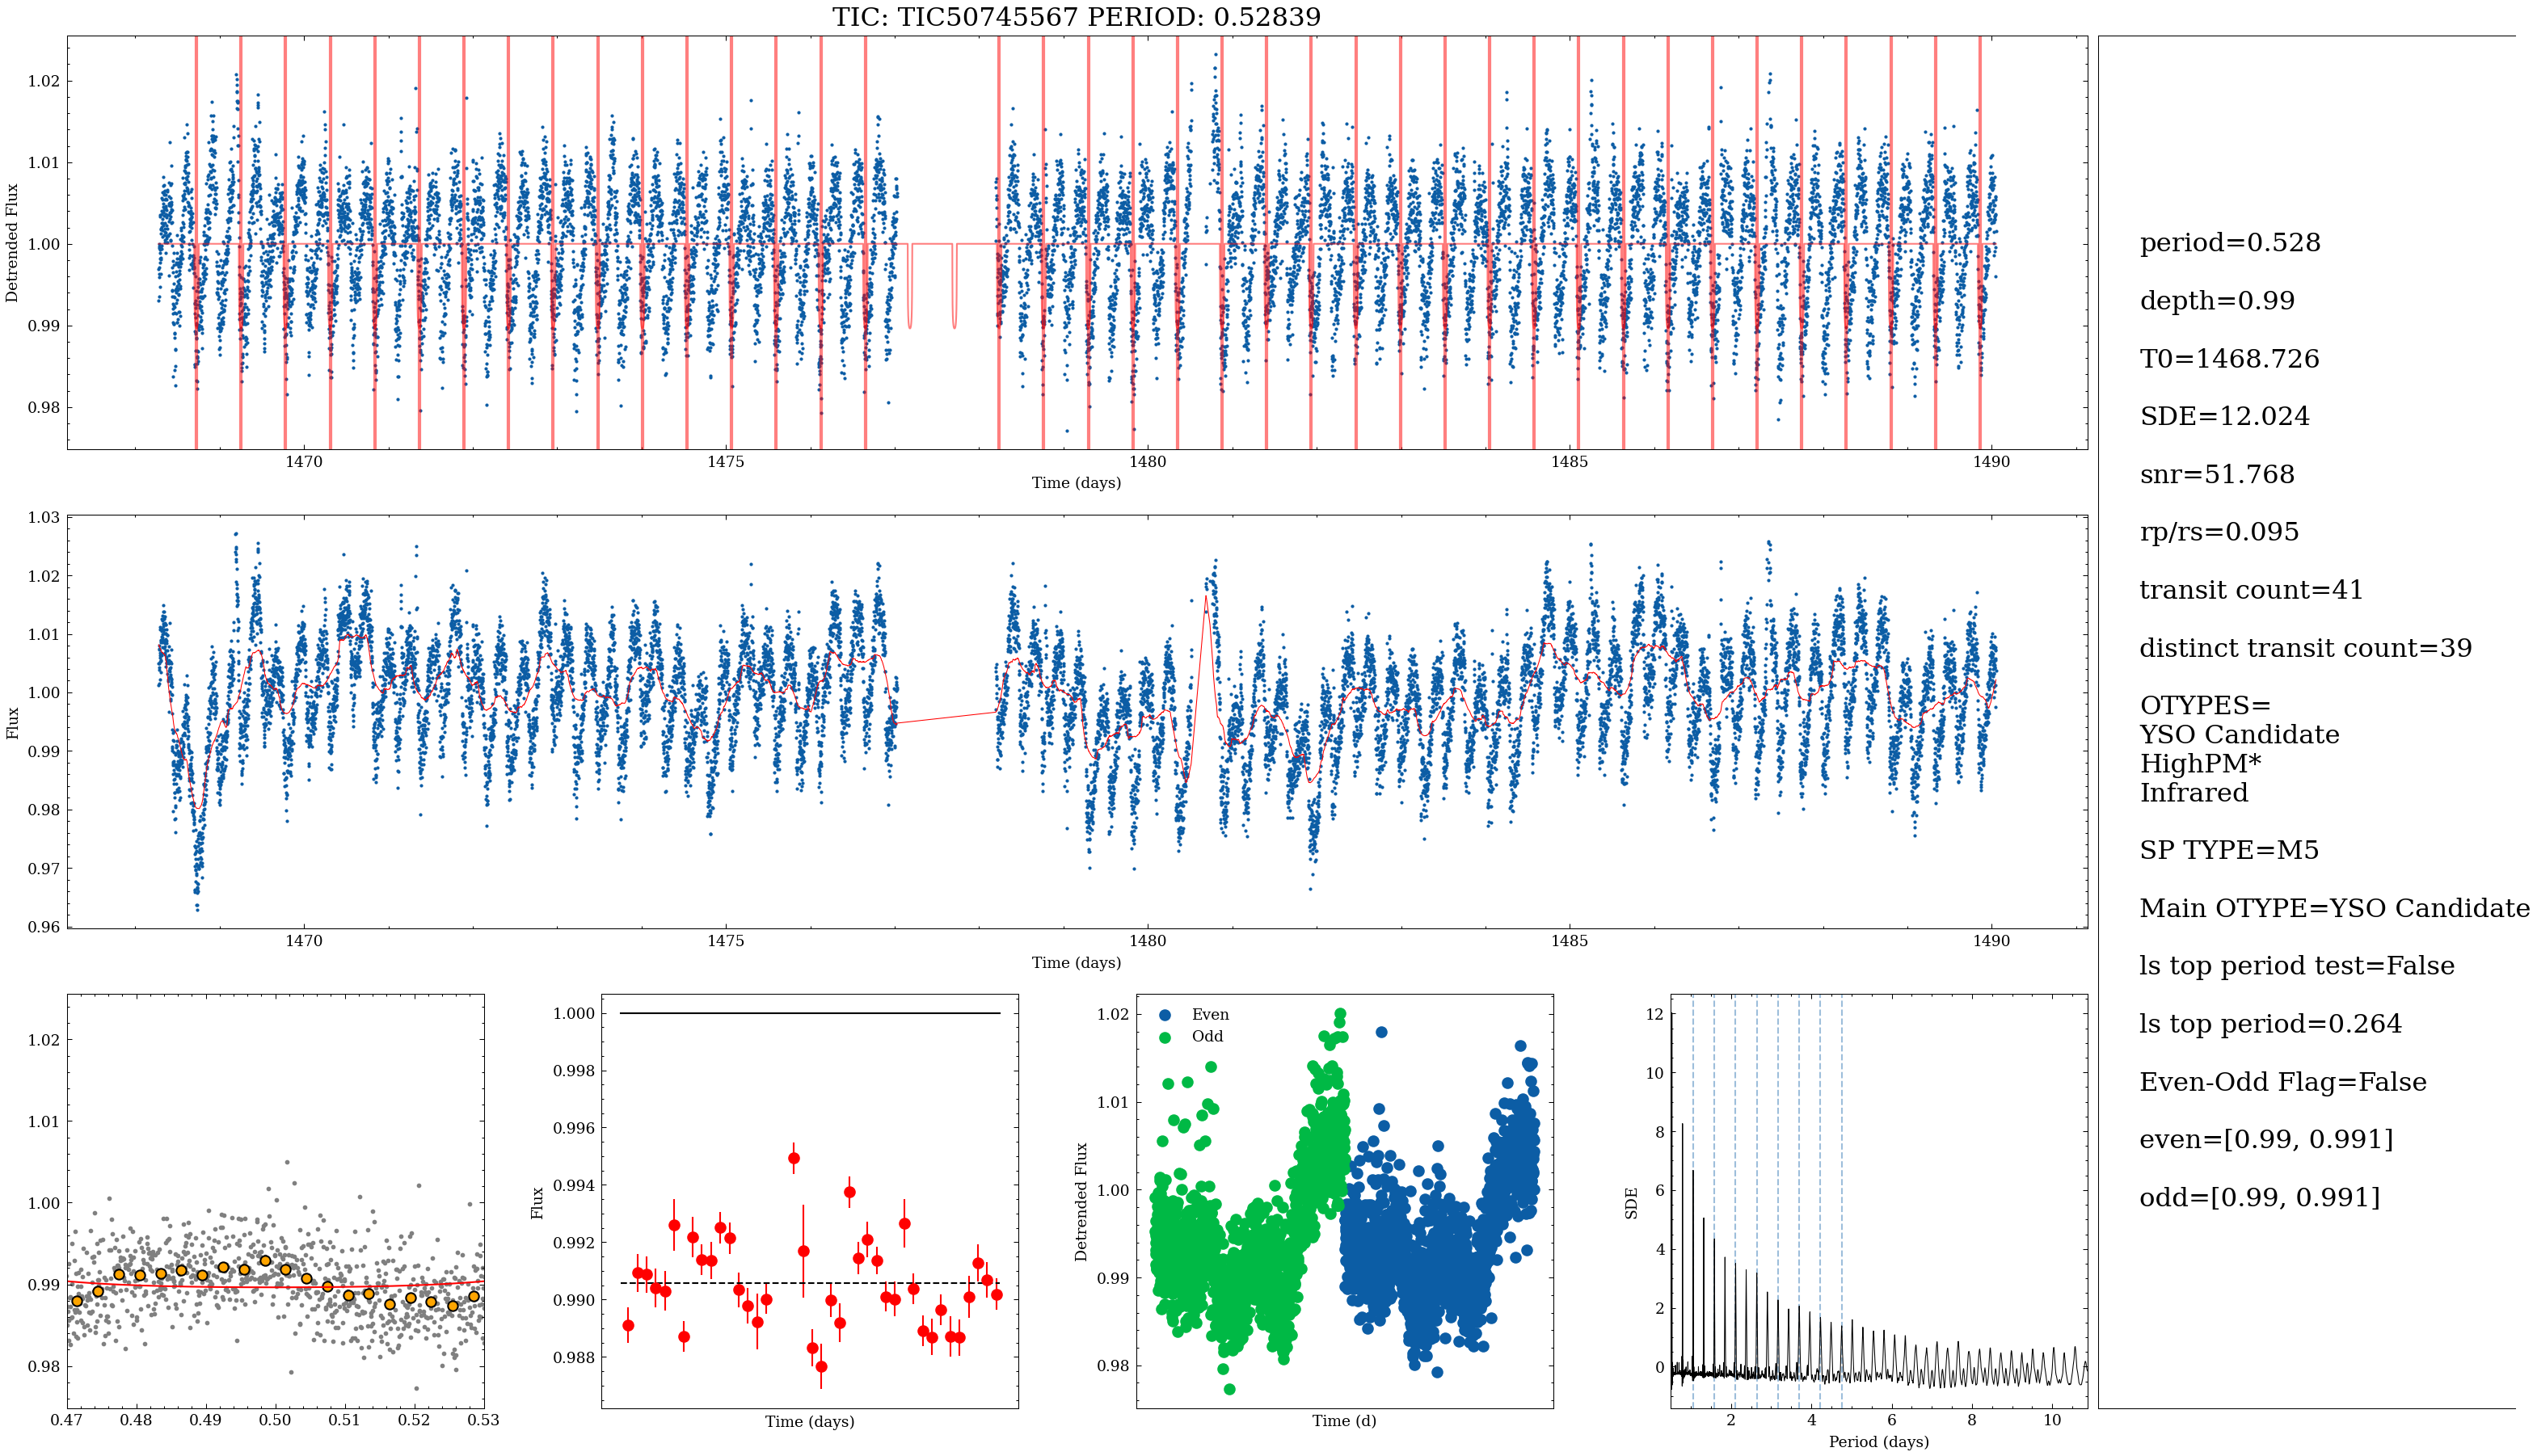 TIC: TIC50745567 PERIOD: 0.52839
Detrended Flux
1.02
1.01
1.00
0.99
0.98
1470
1475
1480
1485
1490
Time (days)
Flux
1.03
1.02
1.01
1.00
0.99
0.98
0.97
0.96
1470
1475
1480
1485
1490
Time (days)
1.02
1.01
1.00
0.99
0.98
0.47
0.48
0.49
0.50
0.51
0.52
0.53
Flux
1.000
0.998
0.996
0.994
0.992
0.990
0.988
Time (days)
Detrended Flux
1.02
1.01
1.00
0.99
0.98
Even
Odd
Time (d)
SDE
12
10
8
6
4
2
0
2
4
6
8
10
Period (days)
period=0.528
depth=0.99
T0=1468.726
SDE=12.024
snr=51.768
rp/rs=0.095
transit count=41
distinct transit count=39
OTYPES=
YSO Candidate
HighPM*
Infrared
SP TYPE=M5
Main OTYPE=YSO Candidate
ls top period test=False
ls top period=0.264
Even-Odd Flag=False
even=[0.99, 0.991]
odd=[0.99, 0.991]